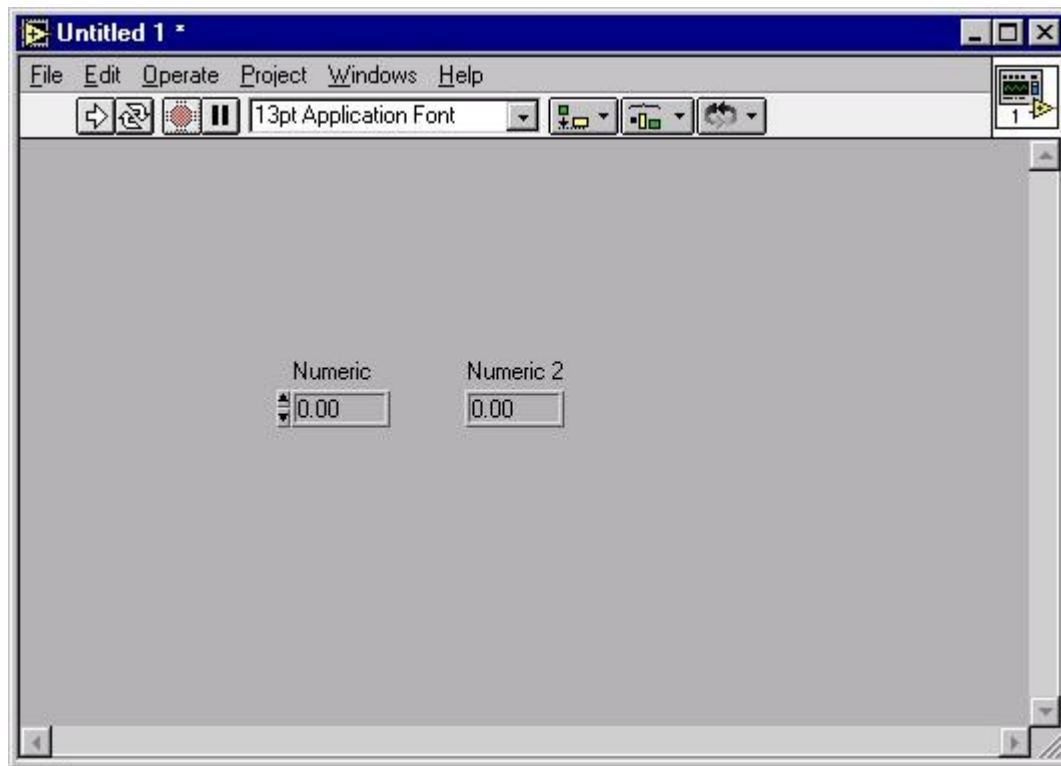 Untitled 1 *
File Edit Operate Project Windows Help
13pt Application Font
1
Numeric Numeric 2
0.00 0.00